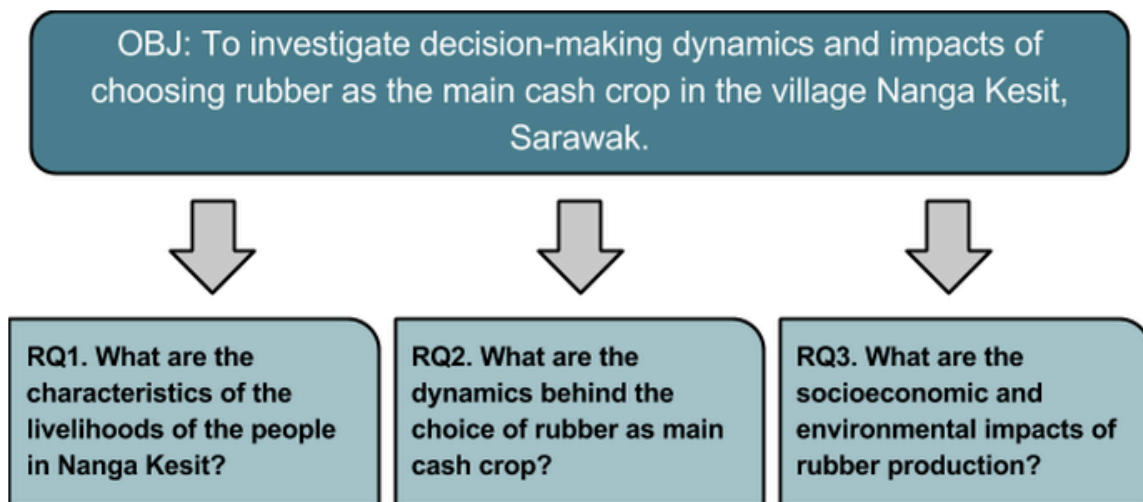 OBJ: To investigate decision-making dynamics and impacts of
choosing rubber as the main cash crop in the village Nanga Kesit,
Sarawak.
RQ1. What are the
characteristics of the
livelihoods of the people
in Nanga Kesit?
RQ2. What are the
dynamics behind the
choice of rubber as main
cash crop?
RQ3. What are the
socioeconomic and
environmental impacts of
rubber production?